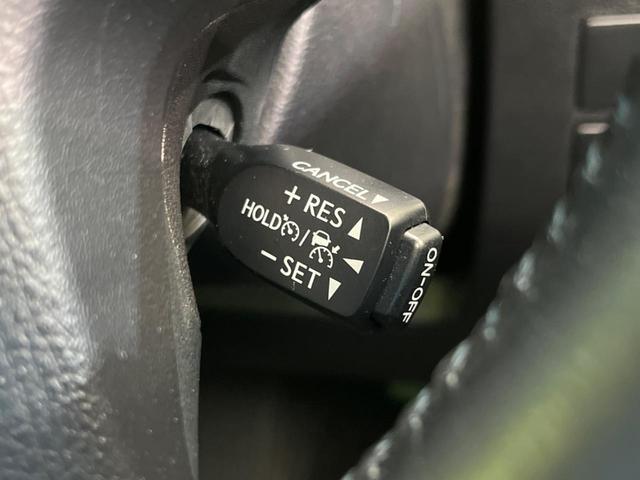 CANCEL
+ RES
HOLD /
- SET
ON-OFF